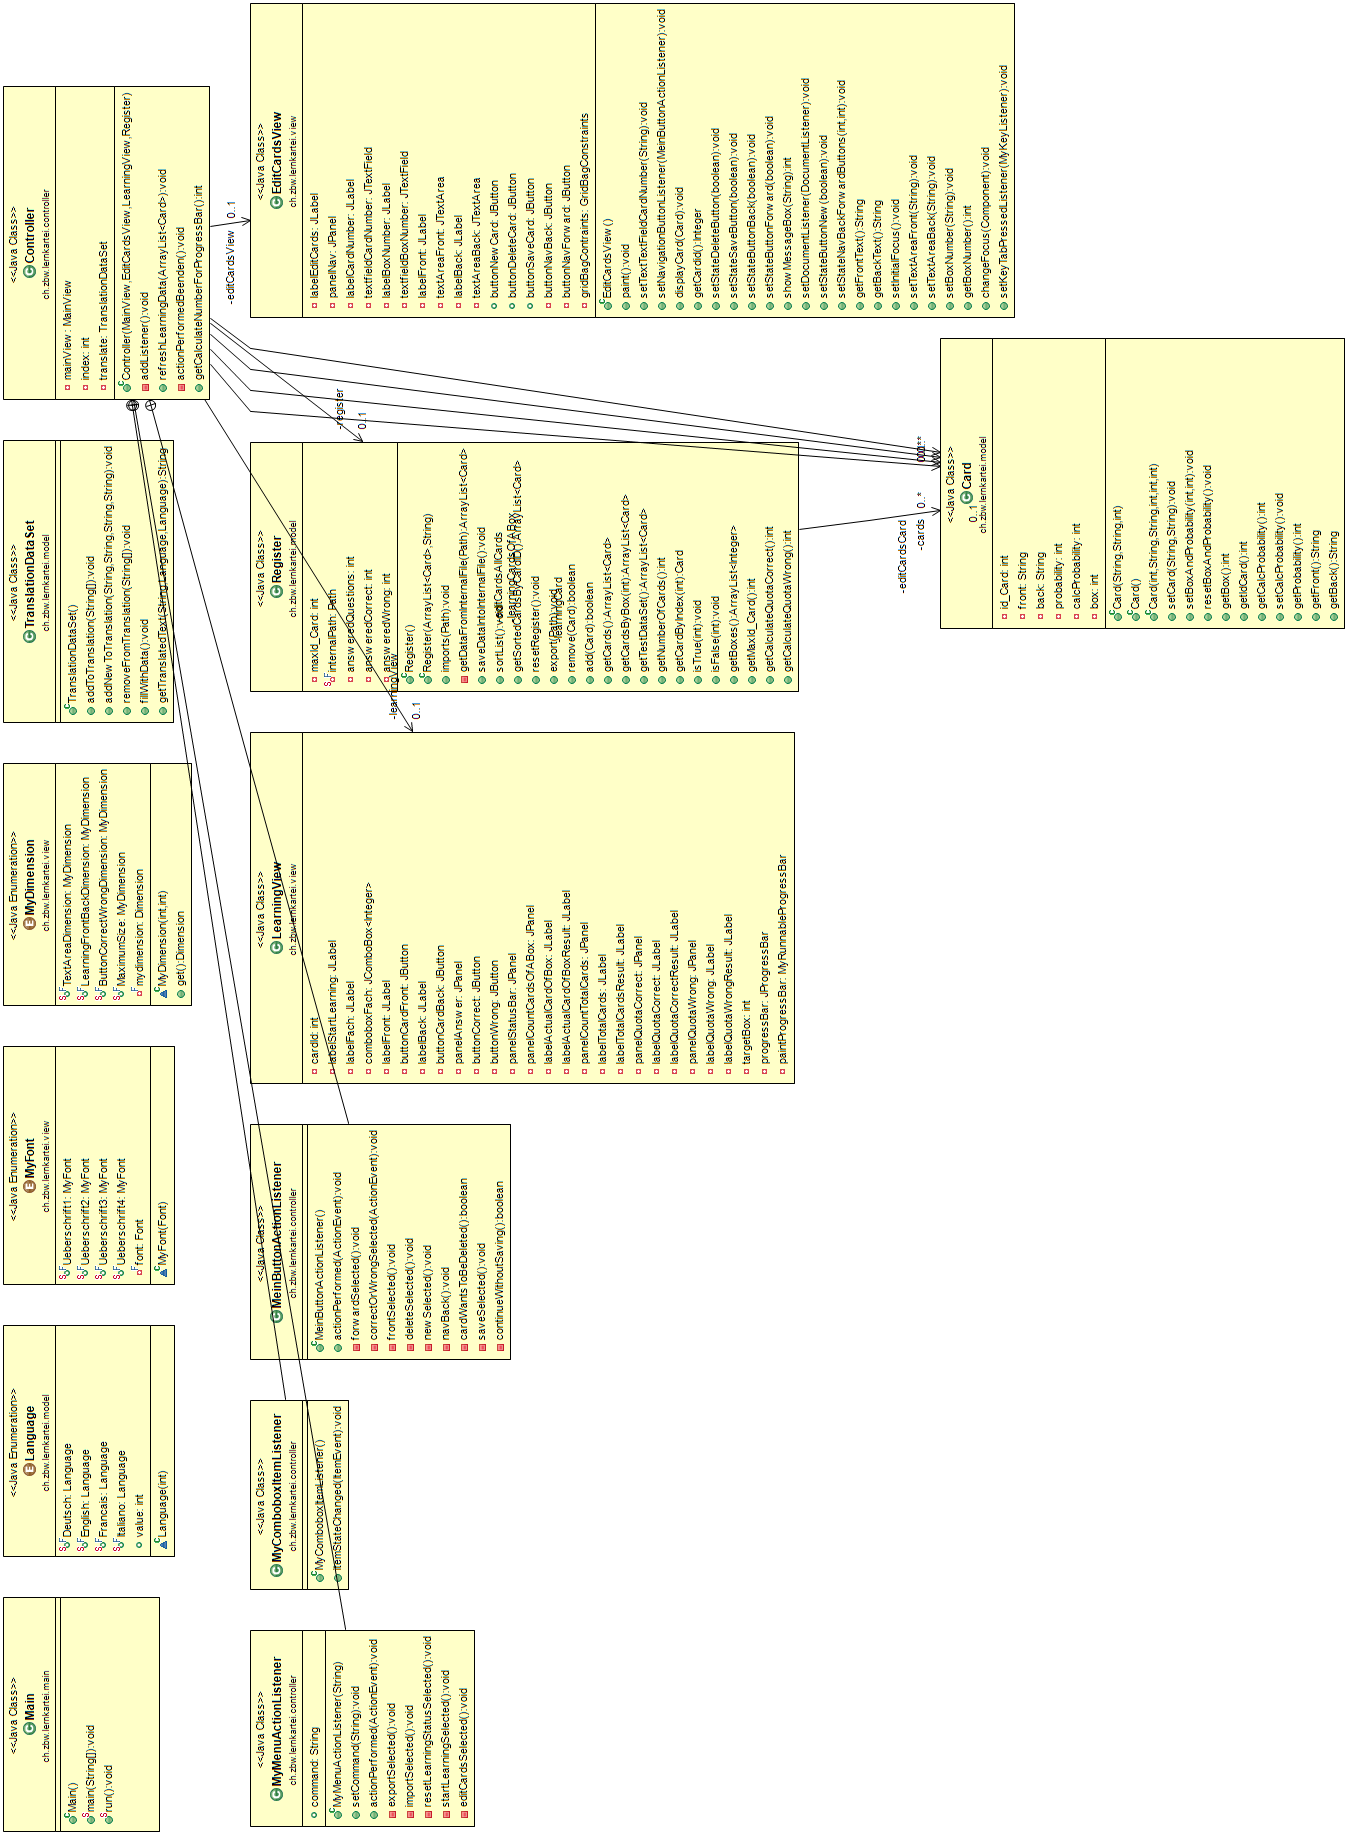 <<Java Class>>
Main
ch.zbw.lernkartei.main
Main()
main(String[]):void
run():void
<<Java Enumeration>>
Language
ch.zbw.lernkartei.model
Deutsch: Language
English: Language
Francais: Language
Italiano: Language
value: int
Language(int)
<<Java Enumeration>>
MyFont
ch.zbw.lernkartei.view
Ueberschrift1: MyFont
Ueberschrift2: MyFont
Ueberschrift3: MyFont
Ueberschrift4: MyFont
font: Font
MyFont(Font)
<<Java Enumeration>>
MyDimension
ch.zbw.lernkartei.view
TextAreaDimension: MyDimension
LearningFrontBackDimension: MyDimension
ButtonCorrectWrongDimension: MyDimension
MaximumSize: MyDimension
mydimension: Dimension
MyDimension(int,int)
get():Dimension
<<Java Class>>
TranslationDataSet
ch.zbw.lernkartei.model
TranslationDataSet()
addToTranslation(String[]):void
addNewToTranslation(String,String,String):void
removeFromTranslation(String[]):void
fillWithData():void
getTranslatedText(String,Language,Language):String
<<Java Class>>
Controller
ch.zbw.lernkartei.controller
mainView: MainView
index: int
translate: TranslationDataSet
Controller(MainView,EditCardsView,LearningView,Register)
addListener():void
refreshLearningData(ArrayList<Card>):void
actionPerformedBeenden():void
getCalculateNumberForProgressBar():int
<<Java Class>>
MyMenuActionListener
ch.zbw.lernkartei.controller
command: String
MyMenuActionListener(String)
setCommand(String):void
actionPerformed(ActionEvent):void
exportSelected():void
importSelected():void
resetLearningStatusSelected():void
startLearningSelected():void
editCardsSelected():void
<<Java Class>>
MyComboboxItemListener
ch.zbw.lernkartei.controller
MyComboboxItemListener()
itemStateChanged(ItemEvent):void
<<Java Class>>
MeinButtonActionListener
ch.zbw.lernkartei.controller
MeinButtonActionListener()
actionPerformed(ActionEvent):void
forwardSelected():void
correctOrWrongSelected(ActionEvent):void
frontSelected():void
deleteSelected():void
newSelected():void
navBack():void
cardWantsToBeDeleted():boolean
saveSelected():void
continueWithoutSaving():boolean
<<Java Class>>
LearningView
ch.zbw.lernkartei.view
cardId: int
labelStartLearning: JLabel
labelFach: JLabel
comboboxFach: JComboBox<Integer>
labelFront: JLabel
buttonCardFront: JButton
labelBack: JLabel
buttonCardBack: JButton
panelAnswer: JPanel
buttonCorrect: JButton
buttonWrong: JButton
panelStatusBar: JPanel
panelCountCardsOfABox: JPanel
labelActualCardOfBox: JLabel
labelActualCardOfBoxResult: JLabel
panelCountTotalCards: JPanel
labelTotalCards: JLabel
labelTotalCardsResult: JLabel
panelQuotaCorrect: JPanel
labelQuotaCorrect: JLabel
labelQuotaCorrectResult: JLabel
panelQuotaWrong: JPanel
labelQuotaWrong: JLabel
labelQuotaWrongResult: JLabel
targetBox: int
progressBar: JProgressBar
paintProgressBar: MyRunnableProgressBar
-learningView
0..1
<<Java Class>>
Register
ch.zbw.lernkartei.model
maxId_Card: int
internalPath: Path
answeredQuestions: int
answeredCorrect: int
answeredWrong: int
Register()
Register(ArrayList<Card>,String)
imports(Path):void
getDataFromInternalFile(Path):ArrayList<Card>
saveDataIntoInternalFile():void
sortList():void
getSortedCardsByCardID():ArrayList<Card>
resetRegister():void
export(Path):void
remove(Card):boolean
add(Card):boolean
getCards():ArrayList<Card>
getCardsByBox(int):ArrayList<Card>
getTestDataSet():ArrayList<Card>
getNumberOfCards():int
getCardByIndex(int):Card
isTrue(int):void
isFalse(int):void
getBoxes():ArrayList<Integer>
getMaxId_Card():int
getCalculateQuotaCorrect():int
getCalculateQuotaWrong():int
-register
0..1
-editCardsAllCards
-learningCardsOfABox
-learningCard
<<Java Class>>
EditCardsView
ch.zbw.lernkartei.view
labelEditCards: JLabel
panelNav: JPanel
labelCardNumber: JLabel
textfieldCardNumber: JTextField
labelBoxNumber: JLabel
textfieldBoxNumber: JTextField
labelFront: JLabel
textAreaFront: JTextArea
labelBack: JLabel
textAreaBack: JTextArea
buttonNewCard: JButton
buttonDeleteCard: JButton
buttonSaveCard: JButton
buttonNavBack: JButton
buttonNavForward: JButton
gridBagConstraints: GridBagConstraints
EditCardsView()
paint():void
setTextTextFieldCardNumber(String):void
setNavigationButtonListener(MeinButtonActionListener):void
displayCard(Card):void
getCardId():Integer
setStateDeleteButton(boolean):void
setStateSaveButton(boolean):void
setStateButtonBack(boolean):void
setStateButtonForward(boolean):void
showMessageBox(String):int
setDocumentListener(DocumentListener):void
setStateButtonNew(boolean):void
setStateNavBackForwardButtons(int,int):void
getFrontText():String
getBackText():String
setInitialFocus():void
setTextAreaFront(String):void
setTextAreaBack(String):void
setBoxNumber(String):void
getBoxNumber():int
changeFocus(Component):void
setKeyTabPressedListener(MyKeyListener):void
-editCardsView
0..1
-editCardsCard
0..1
-cards
0..*
<<Java Class>>
Card
ch.zbw.lernkartei.model
id_Card: int
front: String
back: String
probability: int
calcProbability: int
box: int
Card(String,String,int)
Card()
Card(int,String,String,int,int,int)
setCard(String,String):void
setBoxAndProbability(int,int):void
resetBoxAndProbability():void
getBox():int
getIdCard():int
getCalcProbability():int
setCalcProbability():void
getProbability():int
getFront():String
getBack():String